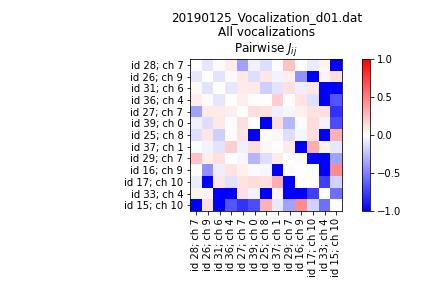 20190125_Vocalization_d01.dat
All vocalizations
Pairwise Jij
id 28; ch 7
id 26; ch 9
id 31; ch 6
id 36; ch 4
id 27; ch 7
id 39; ch 0
id 25; ch 8
id 37; ch 1
id 29; ch 7
id 16; ch 9
id 17; ch 10
id 33; ch 4
id 15; ch 10
1.0
0.5
0.0
−0.5
−1.0
id 28; ch 7
id 26; ch 9
id 31; ch 6
id 36; ch 4
id 27; ch 7
id 39; ch 0
id 25; ch 8
id 37; ch 1
id 29; ch 7
id 16; ch 9
id 17; ch 10
id 33; ch 4
id 15; ch 10